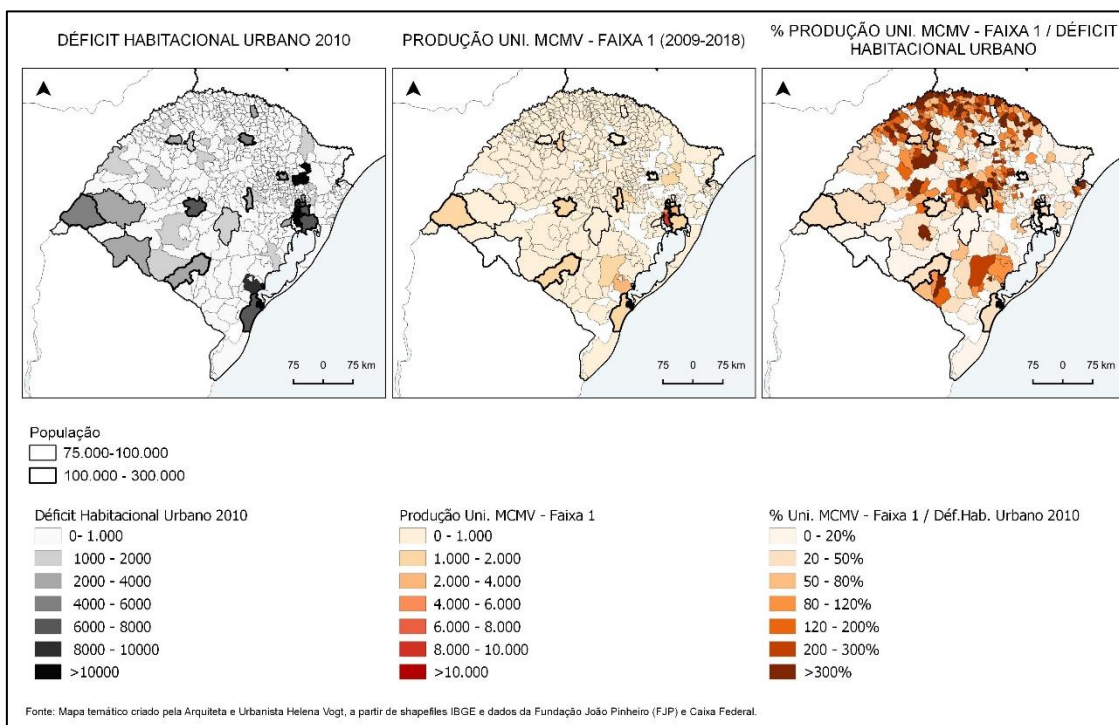 DÉFICIT HABITACIONAL URBANO 2010
PRODUÇÃO UNI. MCMV - FAIXA 1 (2009-2018)
% PRODUÇÃO UNI. MCMV - FAIXA 1 / DÉFICIT
HABITACIONAL URBANO
75 0 75 km
75 0 75 km
75 0 75 km
População
75.000-100.000
100.000 - 300.000
Déficit Habitacional Urbano 2010
0- 1.000
1000 - 2000
2000 - 4000
4000 - 6000
6000 - 8000
8000 - 10000
>10000
Produção Uni. MCMV - Faixa 1
0 - 1.000
1.000 - 2.000
2.000 - 4.000
4.000 - 6.000
6.000 - 8.000
8.000 - 10.000
>10.000
% Uni. MCMV - Faixa 1 / Déf.Hab. Urbano 2010
0 - 20%
20 - 50%
50 - 80%
80 - 120%
120 - 200%
200 - 300%
>300%
Fonte: Mapa temático criado pela Arquiteta e Urbanista Helena Vogt, a partir de shapefiles IBGE e dados da Fundação João Pinheiro (FJP) e Caixa Federal.